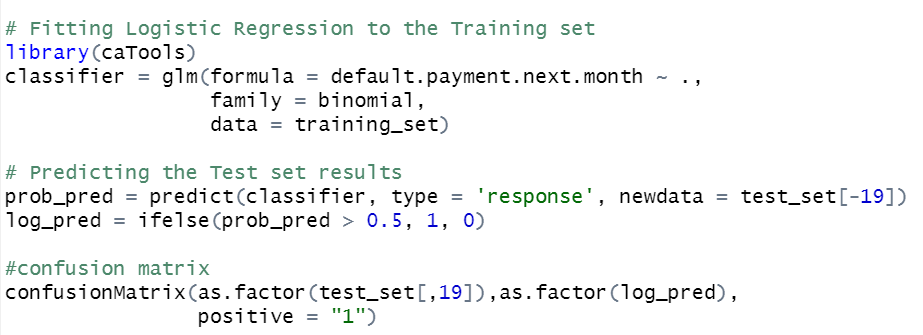 # Fitting Logistic Regression to the Training set
library(caTools)
classifier = glm(formula = default.payment.next.month ~ .,
                 family = binomial,
                 data = training_set)

# Predicting the Test set results
prob_pred = predict(classifier, type = 'response', newdata = test_set[-19])
log_pred = ifelse(prob_pred > 0.5, 1, 0)

#confusion matrix
confusionMatrix(as.factor(test_set[,19]),as.factor(log_pred),
                positive = "1")